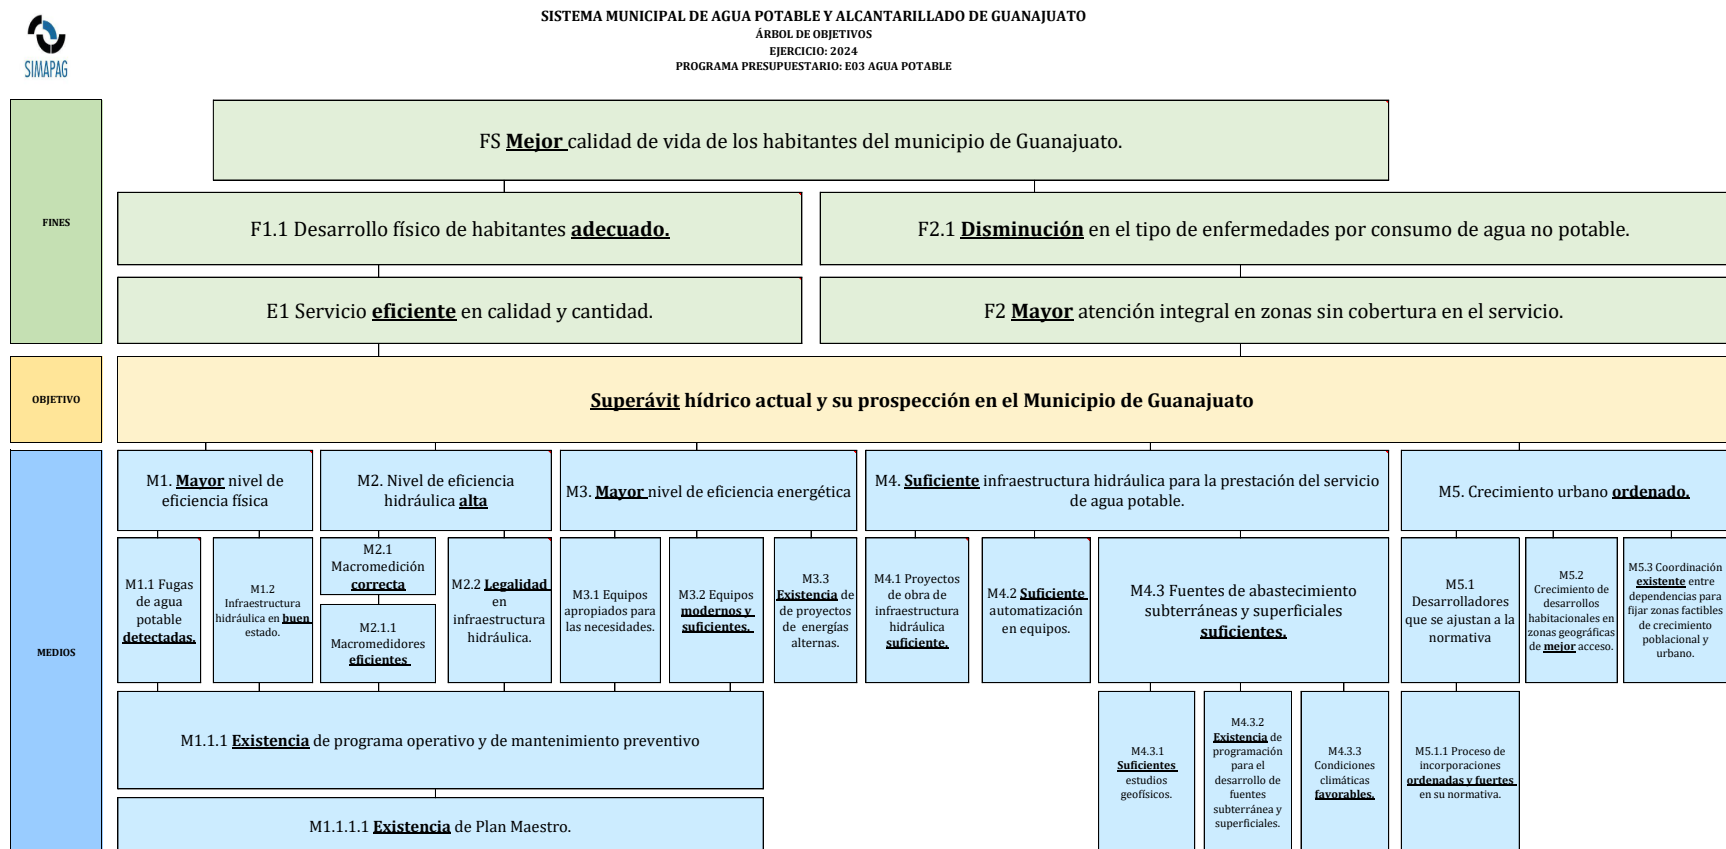 SISTEMA MUNICIPAL DE AGUA POTABLE Y ALCANTARILLADO DE GUANAJUATO
ÁRBOL DE OBJETIVOS
EJERCICIO: 2024
PROGRAMA PRESUPUESTARIO: E03 AGUA POTABLE
SIMAPAG
FINES
FS Mejor calidad de vida de los habitantes del municipio de Guanajuato.
F1.1 Desarrollo físico de habitantes adecuado.
F2.1 Disminución en el tipo de enfermedades por consumo de agua no potable.
E1 Servicio eficiente en calidad y cantidad.
F2 Mayor atención integral en zonas sin cobertura en el servicio.
OBJETIVO
Superávit hídrico actual y su prospección en el Municipio de Guanajuato
MEDIOS
M1. Mayor nivel de
eficiencia física
M2. Nivel de eficiencia
hidráulica alta
M3. Mayor nivel de eficiencia energética
M4. Suficiente infraestructura hidráulica para la prestación del servicio
de agua potable.
M5. Crecimiento urbano ordenado.
M1.1 Fugas
de agua
potable
detectadas.
M1.2
Infraestructura
hidráulica en buen
estado.
M2.1
Macromedición
correcta
M2.1.1
Macromedidores
eficientes
M2.2 Legalidad
en
infraestructura
hidráulica.
M3.1 Equipos
apropiados para
las necesidades.
M3.2 Equipos
modernos y
suficientes.
M3.3
Existencia de
de proyectos
de energías
alternas.
M4.1 Proyectos
de obra de
infraestructura
hidráulica
suficiente.
M4.2 Suficiente
automatización
en equipos.
M4.3 Fuentes de abastecimiento
subterráneas y superficiales
suficientes.
M5.1
Desarrolladores
que se ajustan a la
normativa
M5.2
Crecimiento de
desarrollos
habitacionales en
zonas geográficas
de mejor acceso.
M5.3 Coordinación
existente entre
dependencias para
fijar zonas factibles
de crecimiento
poblacional y
urbano.
M1.1.1 Existencia de programa operativo y de mantenimiento preventivo
M4.3.1
Suficientes
estudios
geofísicos.
M4.3.2
Existencia de
programación
para el
desarrollo de
fuentes
subterránea y
superficiales.
M4.3.3
Condiciones
climáticas
favorables.
M5.1.1 Proceso de
incorporaciones
ordenadas y fuertes
en su normativa.
M1.1.1.1 Existencia de Plan Maestro.